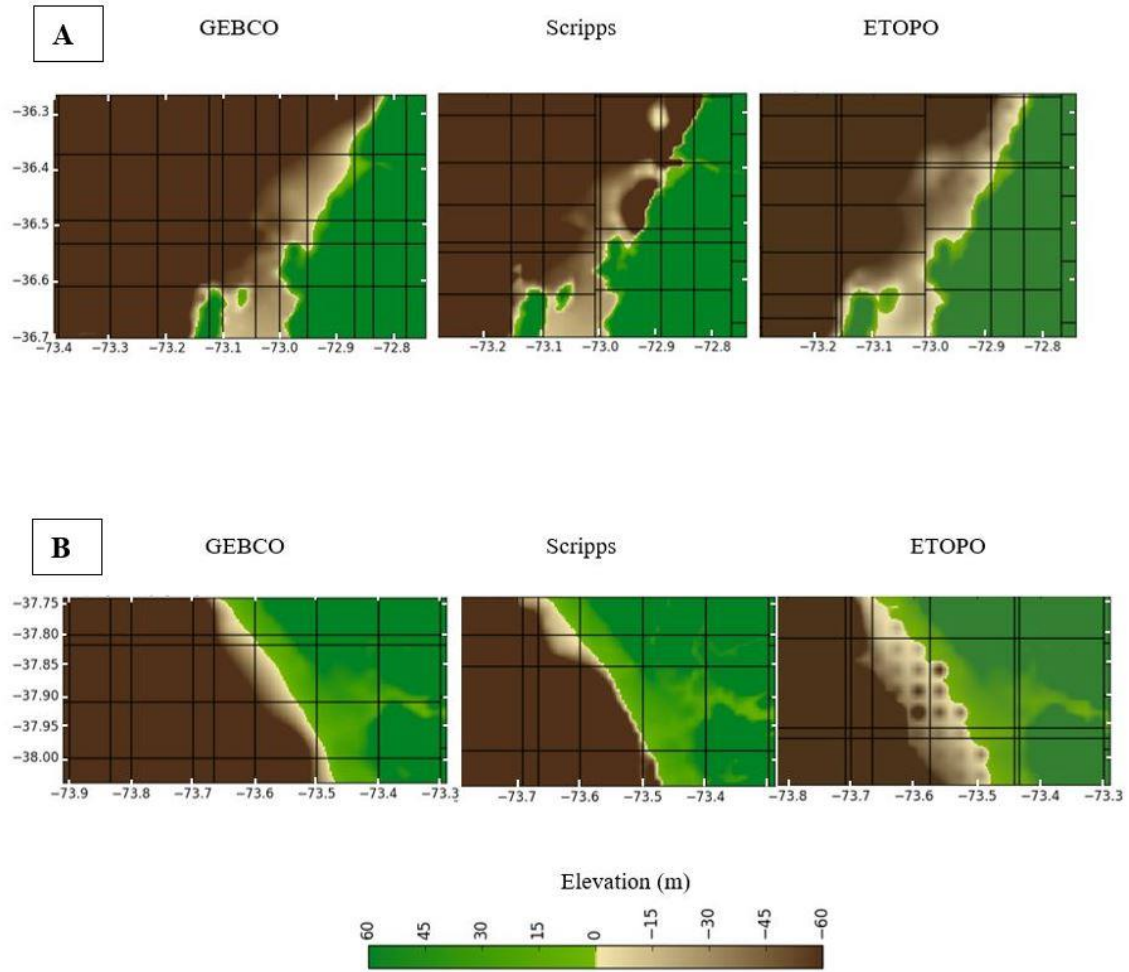 A
GEBCO Scripps ETOPO
−36.3
−36.4
−36.5
−36.6
−36.7
−73.4 −73.3 −73.2 −73.1 −73.0 −72.9 −72.8
−73.2 −73.1 −73.0 −72.9 −72.8
−73.2 −73.1 −73.0 −72.9 −72.8
B
GEBCO Scripps ETOPO
−37.75
−37.80
−37.85
−37.90
−37.95
−38.00
−73.9 −73.8 −73.7 −73.6 −73.5 −73.4 −73.3
−73.7 −73.6 −73.5 −73.4
−73.8 −73.7 −73.6 −73.5 −73.4 −73.3
Elevation (m)
60 45 30 15 0 −15 −30 −45 −60